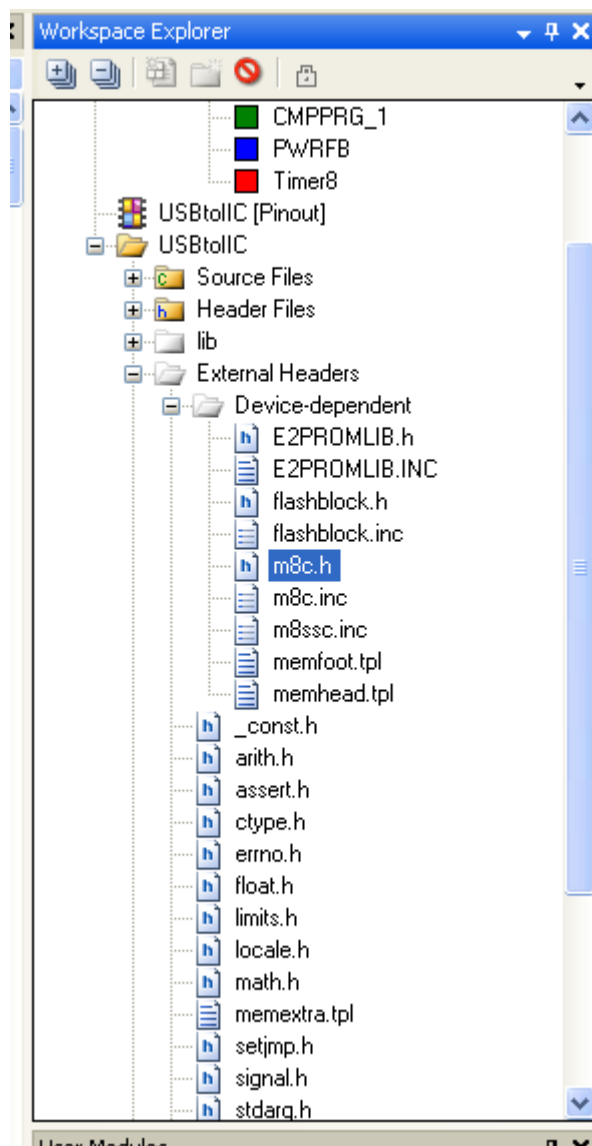 Workspace Explorer
CMPPRG_1
PWRFB
Timer8
USBtoIIC [Pinout]
USBtoIIC
Source Files
Header Files
lib
External Headers
Device-dependent
E2PROMLIB.h
E2PROMLIB.INC
flashblock.h
flashblock.inc
m8c.h
m8c.inc
m8ssc.inc
memfoot.tpl
memhead.tpl
_const.h
arith.h
assert.h
ctype.h
errno.h
float.h
limits.h
locale.h
math.h
memextra.tpl
setjmp.h
signal.h
stdarg.h
User Modules